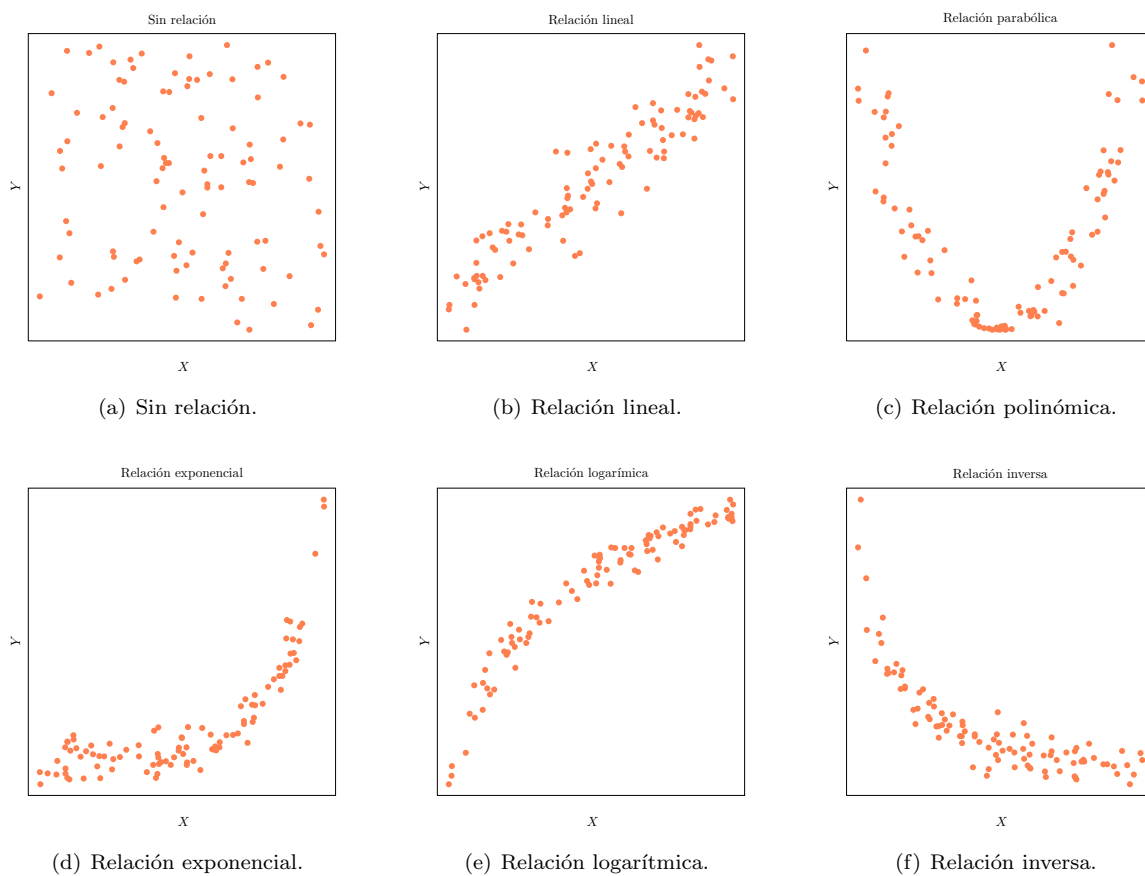 Sin relación
Relación lineal
Relación parabólica
Y
Y
Y
X
X
X
(a) Sin relación.
(b) Relación lineal.
(c) Relación polinómica.
Relación exponencial
Relación logarímica
Relación inversa
Y
Y
Y
X
X
X
(d) Relación exponencial.
(e) Relación logarítmica.
(f) Relación inversa.